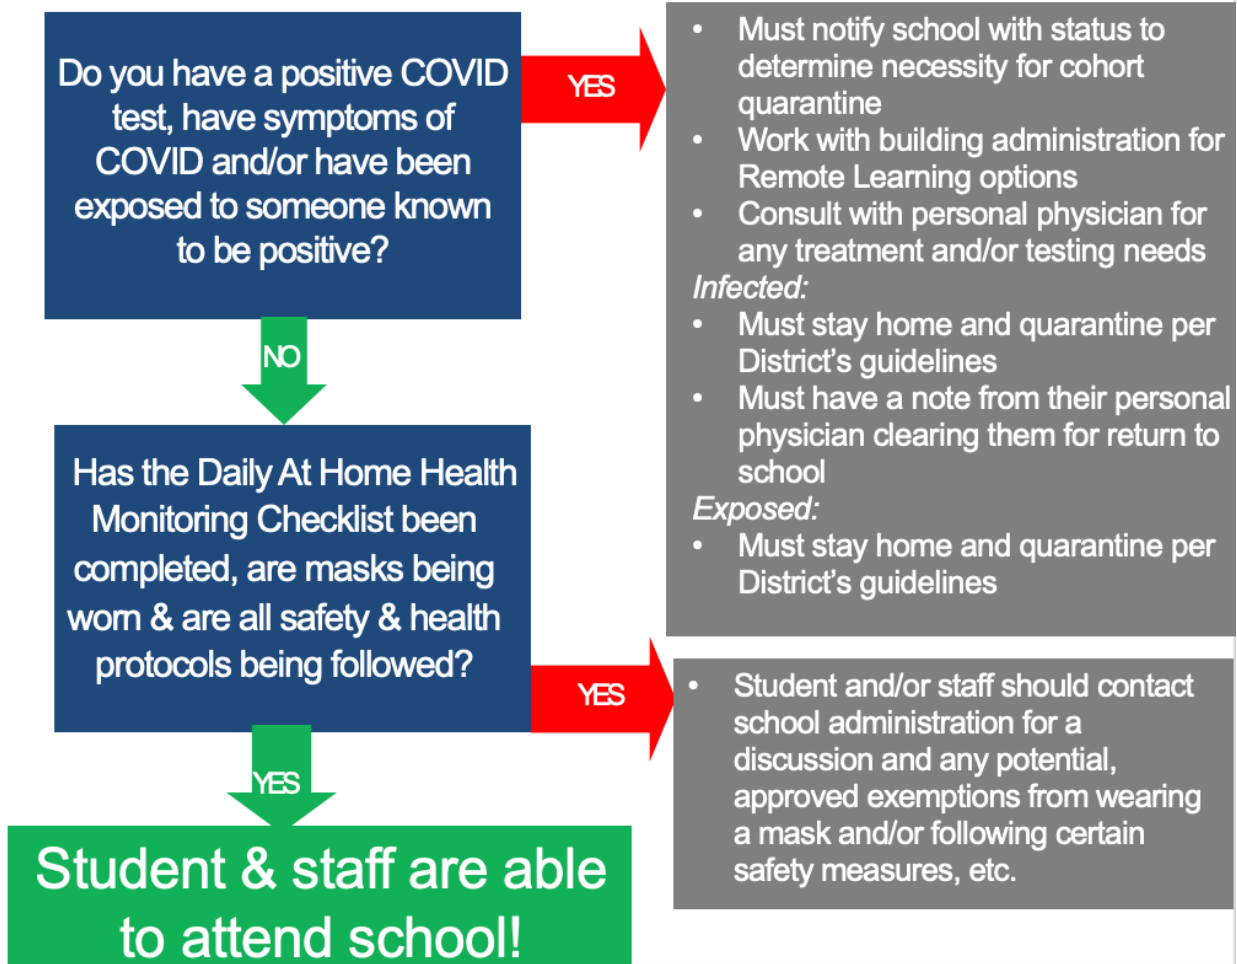 Do you have a positive COVID
test, have symptoms of
COVID and/or have been
exposed to someone known
to be positive?
YES
• Must notify school with status to
determine necessity for cohort
quarantine
• Work with building administration for
Remote Learning options
• Consult with personal physician for
any treatment and/or testing needs
Infected:
• Must stay home and quarantine per
District's guidelines
• Must have a note from their personal
physician clearing them for return to
school
Exposed:
• Must stay home and quarantine per
District's guidelines
NO
Has the Daily At Home Health
Monitoring Checklist been
completed, are masks being
worn & are all safety & health
protocols being followed?
YES
• Student and/or staff should contact
school administration for a
discussion and any potential,
approved exemptions from wearing
a mask and/or following certain
safety measures, etc.
YES
Student & staff are able
to attend school!